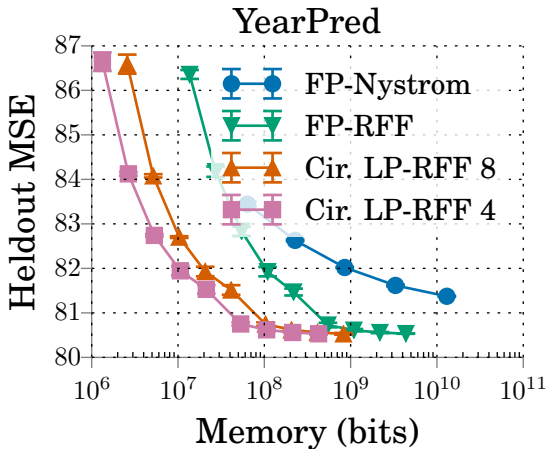 YearPred
87
86
85
84
83
82
81
80
Heldout MSE
FP-Nystrom
FP-RFF
Cir. LP-RFF 8
Cir. LP-RFF 4
10^6 10^7 10^8 10^9 10^10 10^11
Memory (bits)